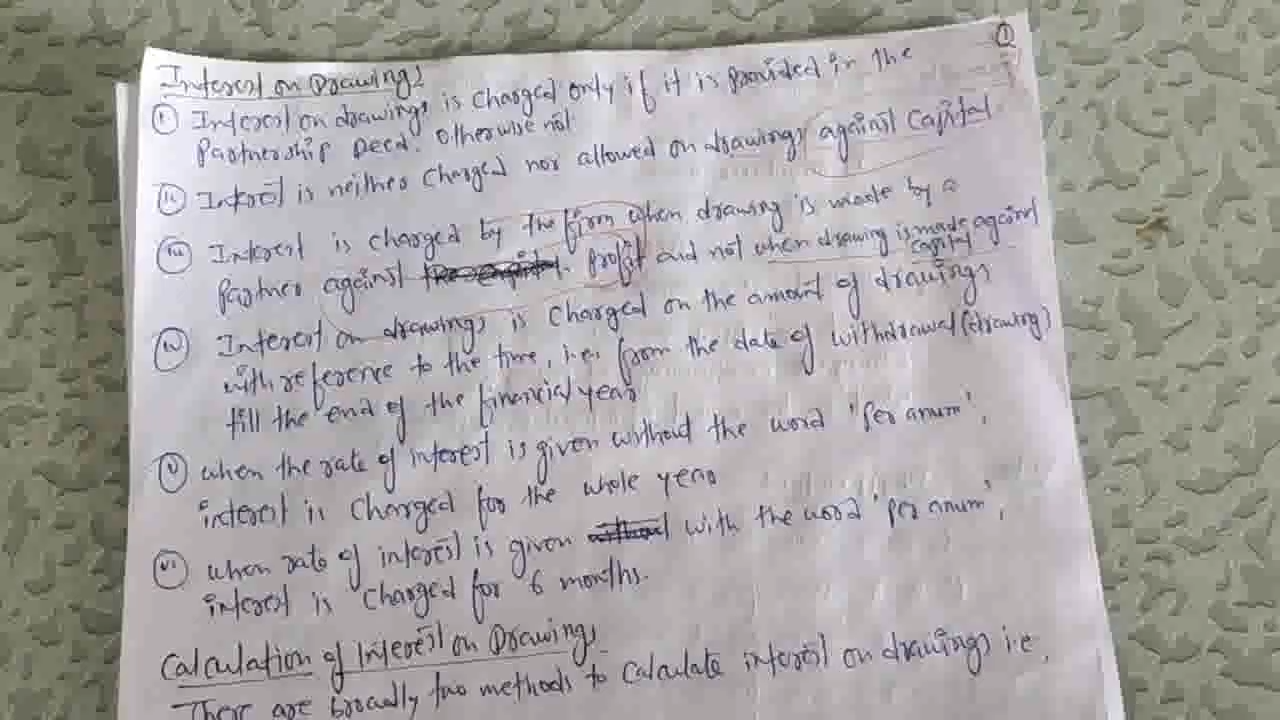 ①
Interest on Drawings
(i) Interest on drawings is charged only if it is provided in the
Partnership Deed. Otherwise not
(ii) Interest is neither charged nor allowed on drawings against Capital.
(iii) Interest is charged by the firm when drawing is made by a
Partner against the capital. profit and not when drawing is made against
capital
(iv) Interest on drawings is charged on the amount of drawings
with reference to the time, i.e. from the date of withdrawal (drawing)
till the end of the financial year
(v) when the rate of interest is given without the word 'Per anum',
interest is charged for the whole year
(vi) when rate of interest is given without with the word 'per anum',
interest is charged for 6 months.
Calculation of Interest on Drawings
There are broadly two methods to calculate interest on drawings i.e.